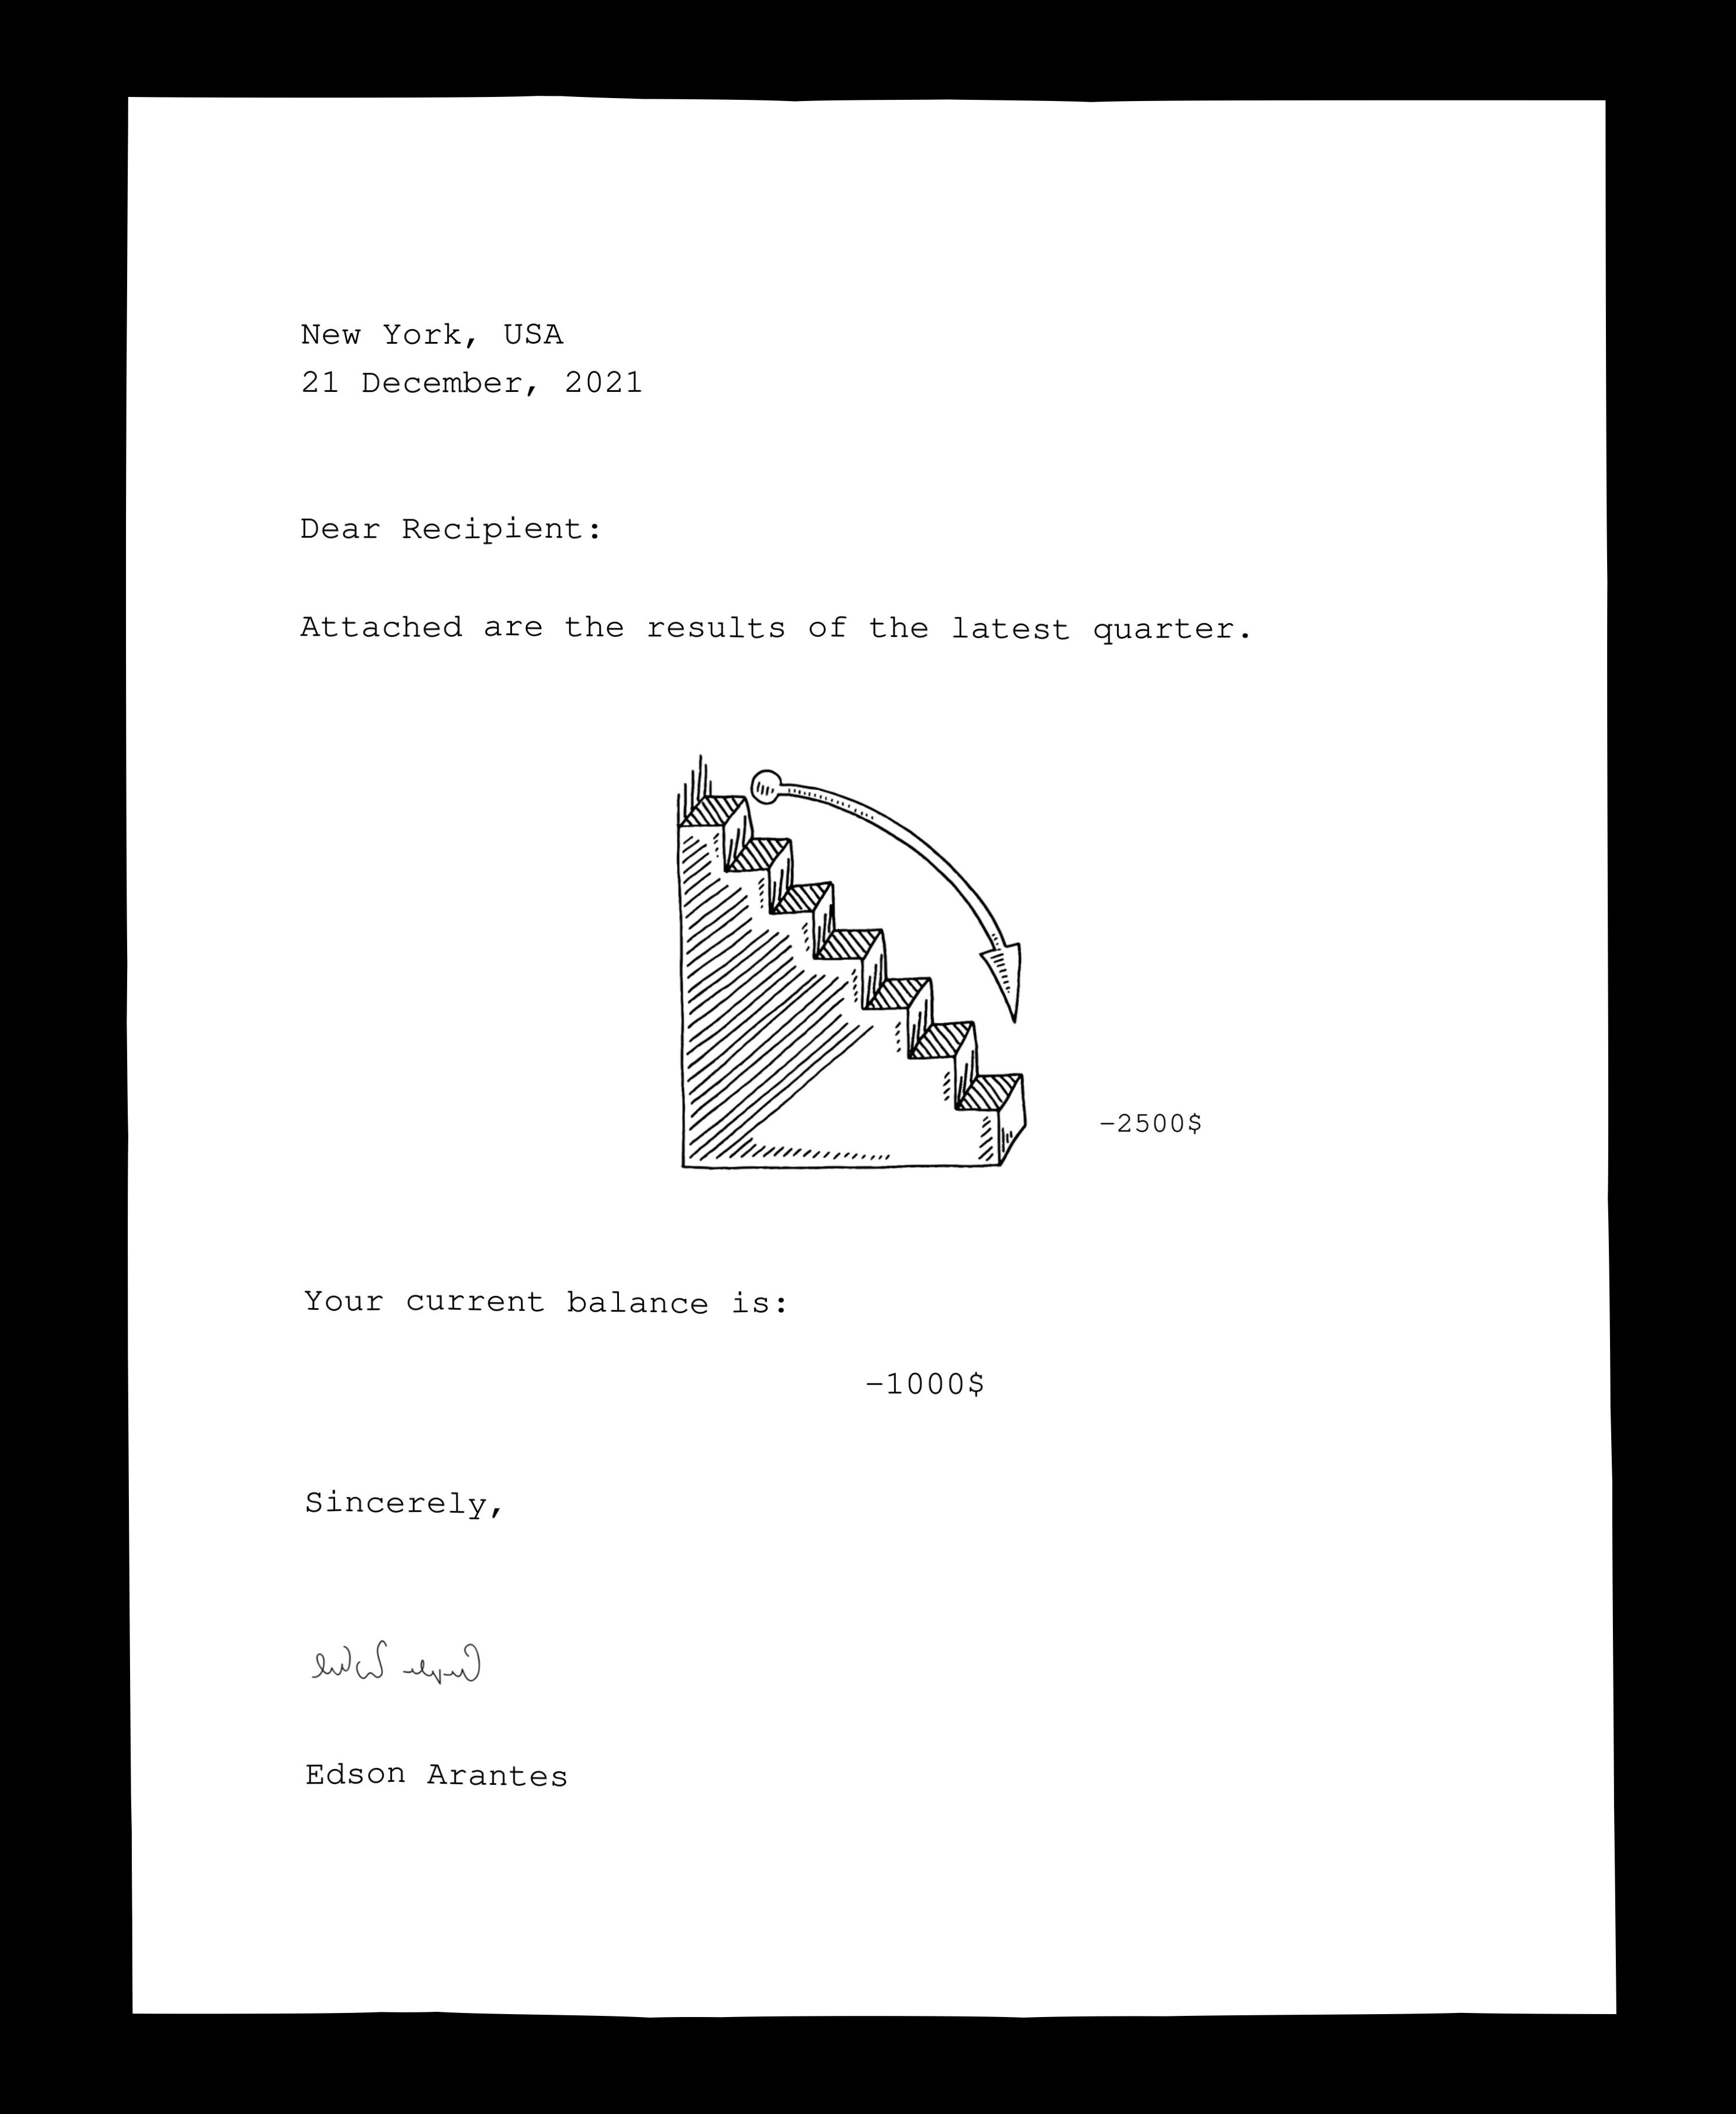 New York, USA
21 December, 2021
Dear Recipient:
Attached are the results of the latest quarter.
-2500$
Your current balance is:
-1000$
Sincerely,
Edson Arantes